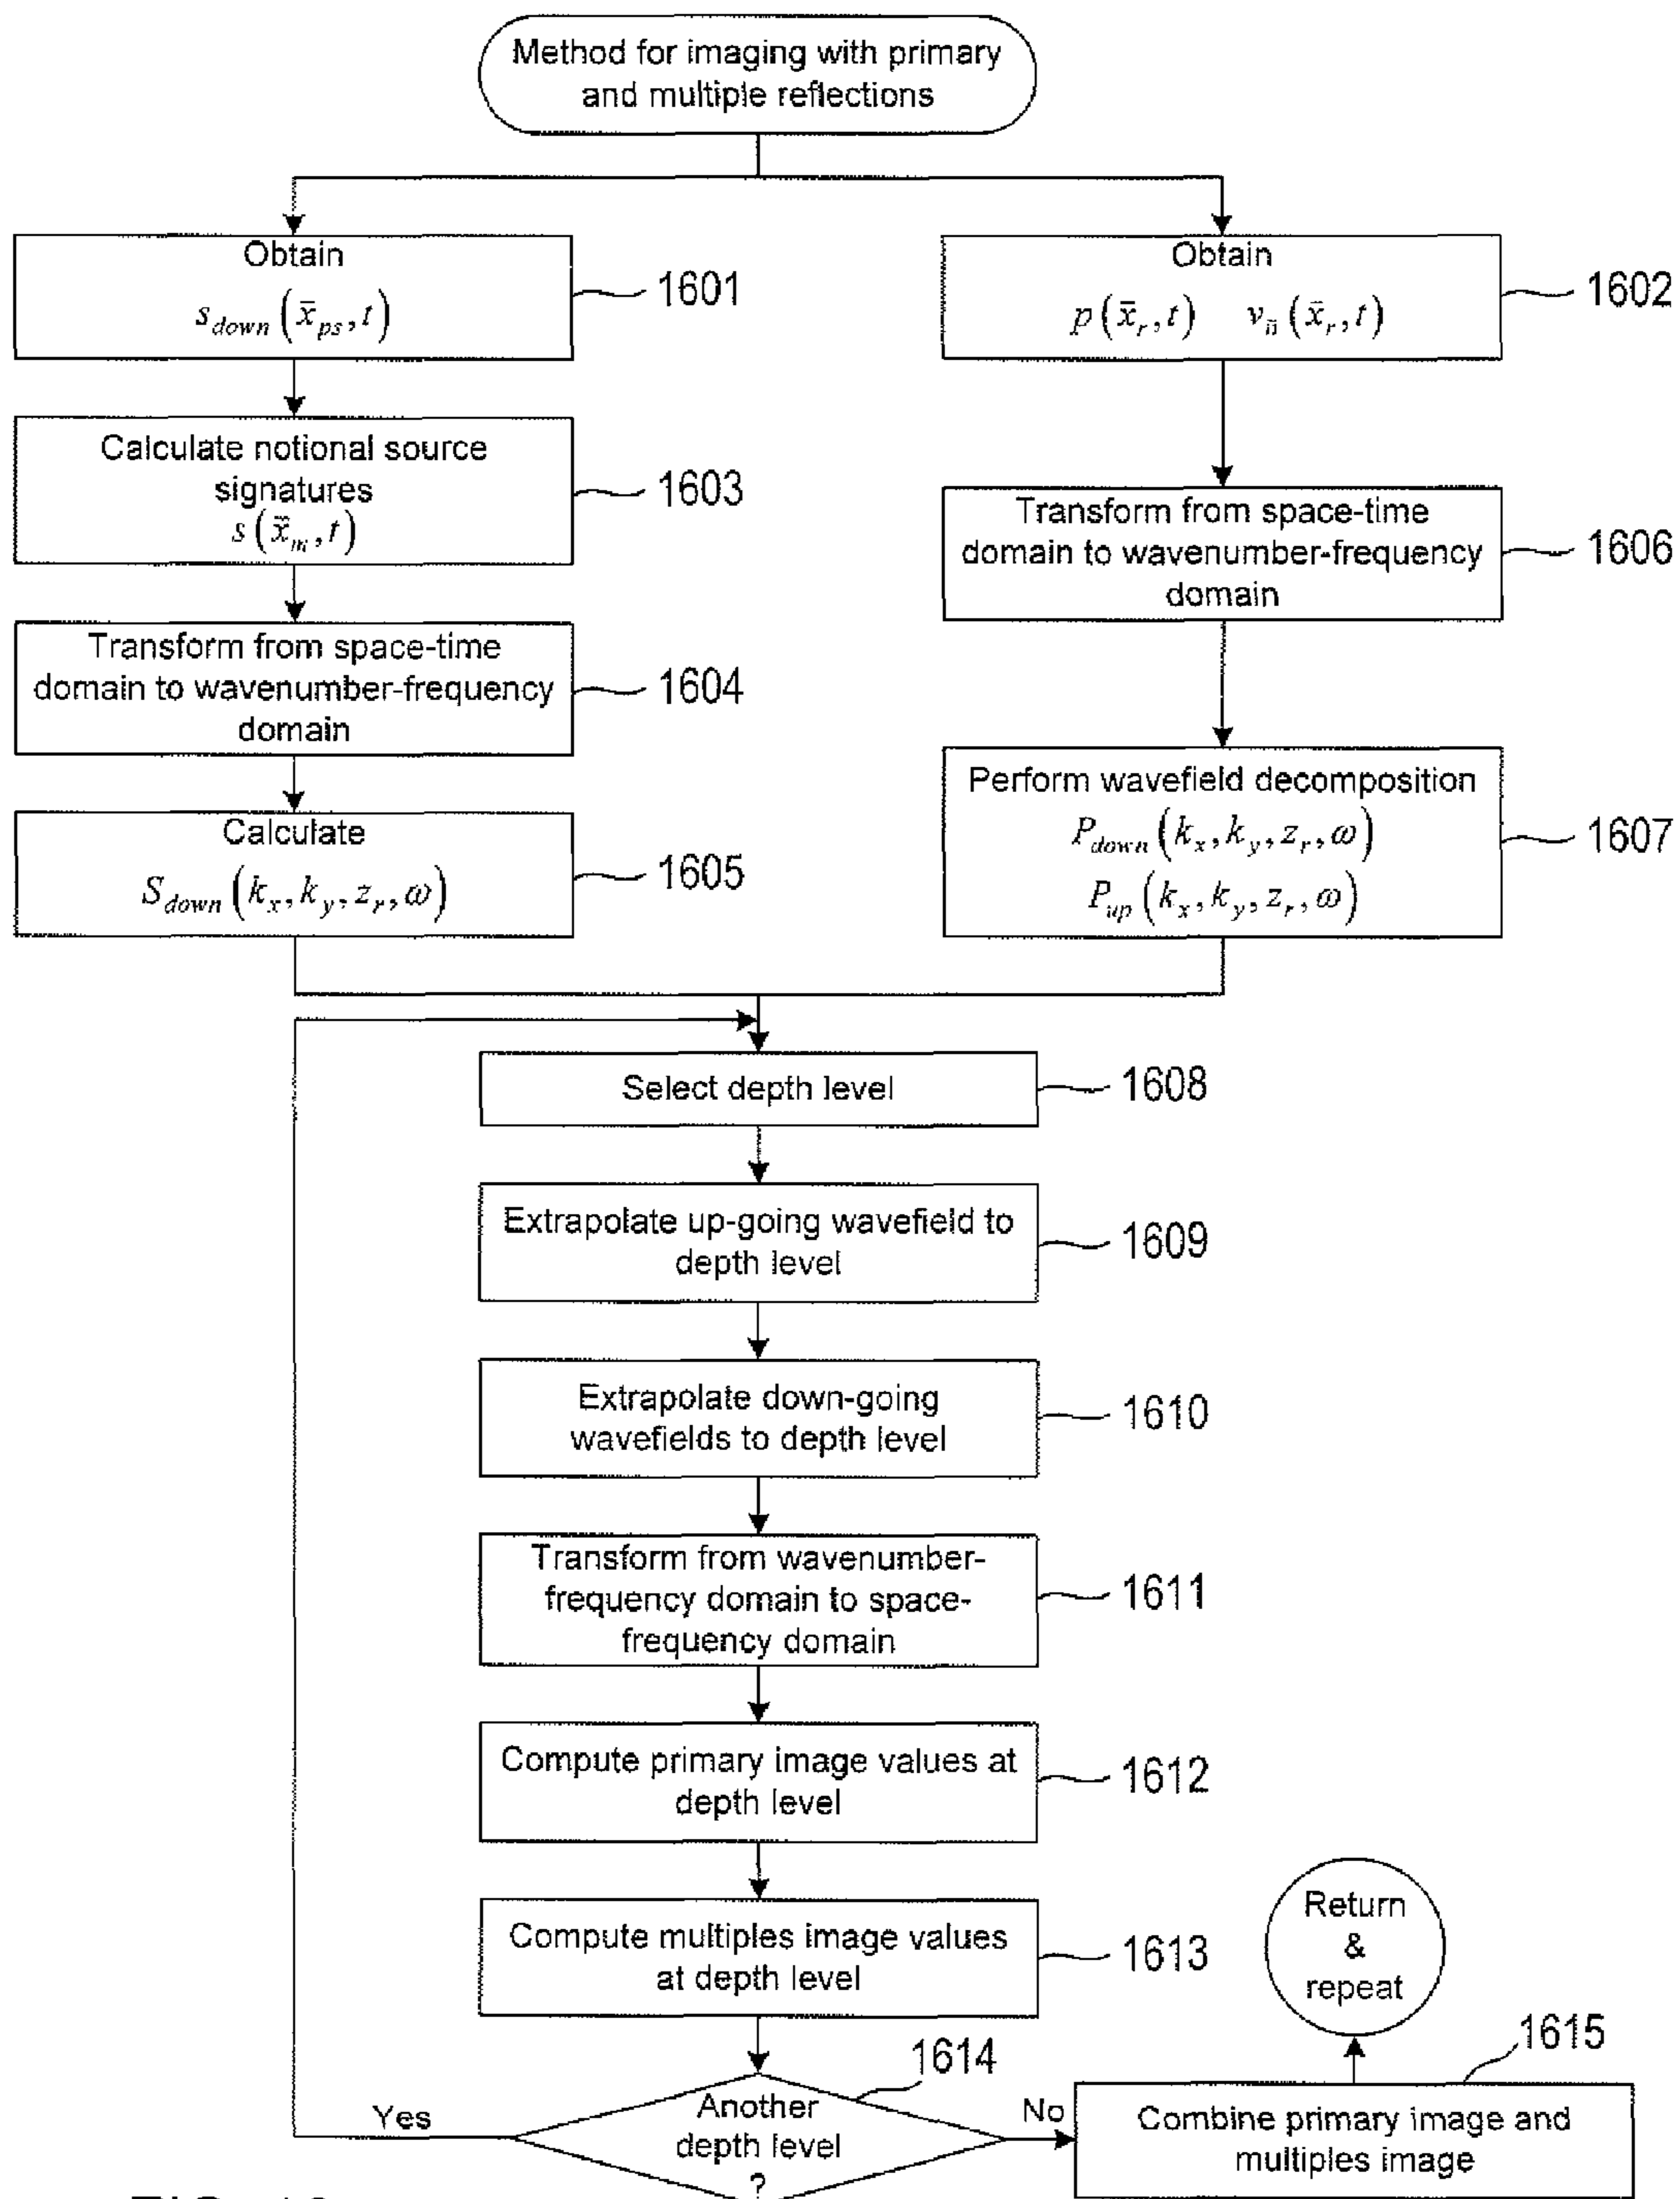 Method for imaging with primary
and multiple reflections
Obtain
s_down (x̄_ps, t)
1601
Obtain
p (x̄_r, t) v_n̄ (x̄_r, t)
1602
Calculate notional source
signatures
s (x̄_m, t)
1603
Transform from space-time
domain to wavenumber-frequency
domain
1604
Calculate
S_down (k_x, k_y, z_r, ω)
1605
Transform from space-time
domain to wavenumber-frequency
domain
1606
Perform wavefield decomposition
P_down (k_x, k_y, z_r, ω)
P_up (k_x, k_y, z_r, ω)
1607
Select depth level
1608
Extrapolate up-going wavefield to
depth level
1609
Extrapolate down-going
wavefields to depth level
1610
Transform from wavenumber-
frequency domain to space-
frequency domain
1611
Compute primary image values at
depth level
1612
Compute multiples image values
at depth level
1613
Another
depth level
?
1614
Yes
No
Combine primary image and
multiples image
1615
Return
&
repeat